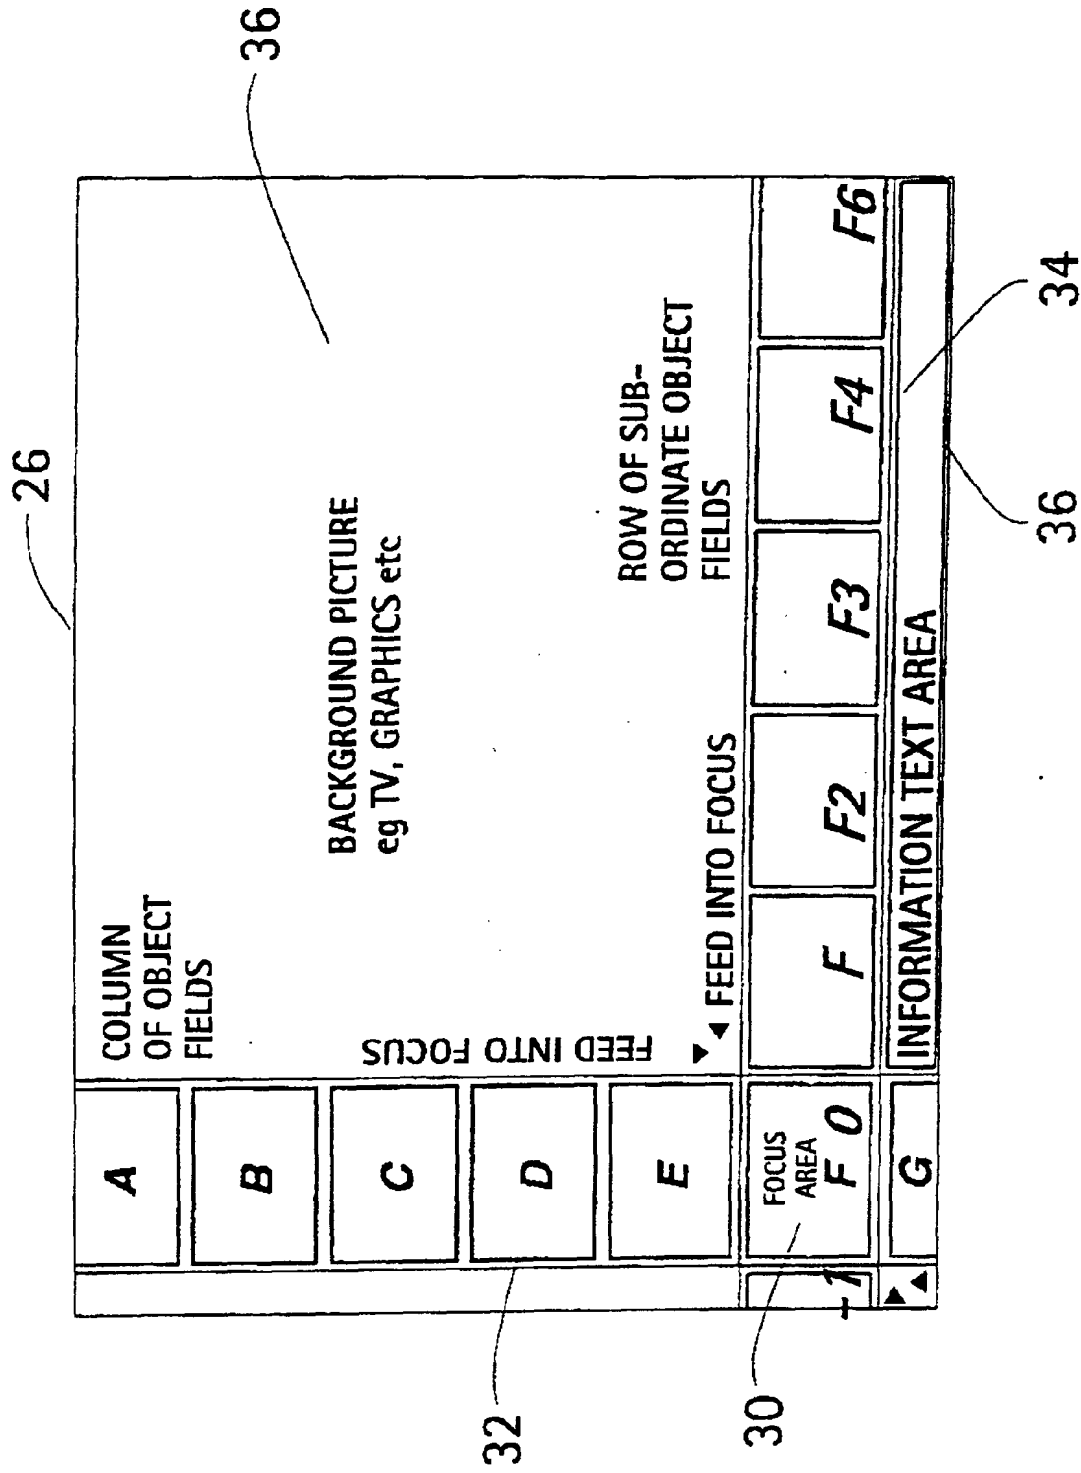 26
36
COLUMN
OF OBJECT
FIELDS
BACKGROUND PICTURE
eg TV, GRAPHICS etc
A
B
C
D
E
FEED INTO FOCUS
ROW OF SUB-
ORDINATE OBJECT
FIELDS
FEED INTO FOCUS
32
-1
FOCUS
AREA
F 0
F
F2
F3
F4
F6
30
G
INFORMATION TEXT AREA
36
34